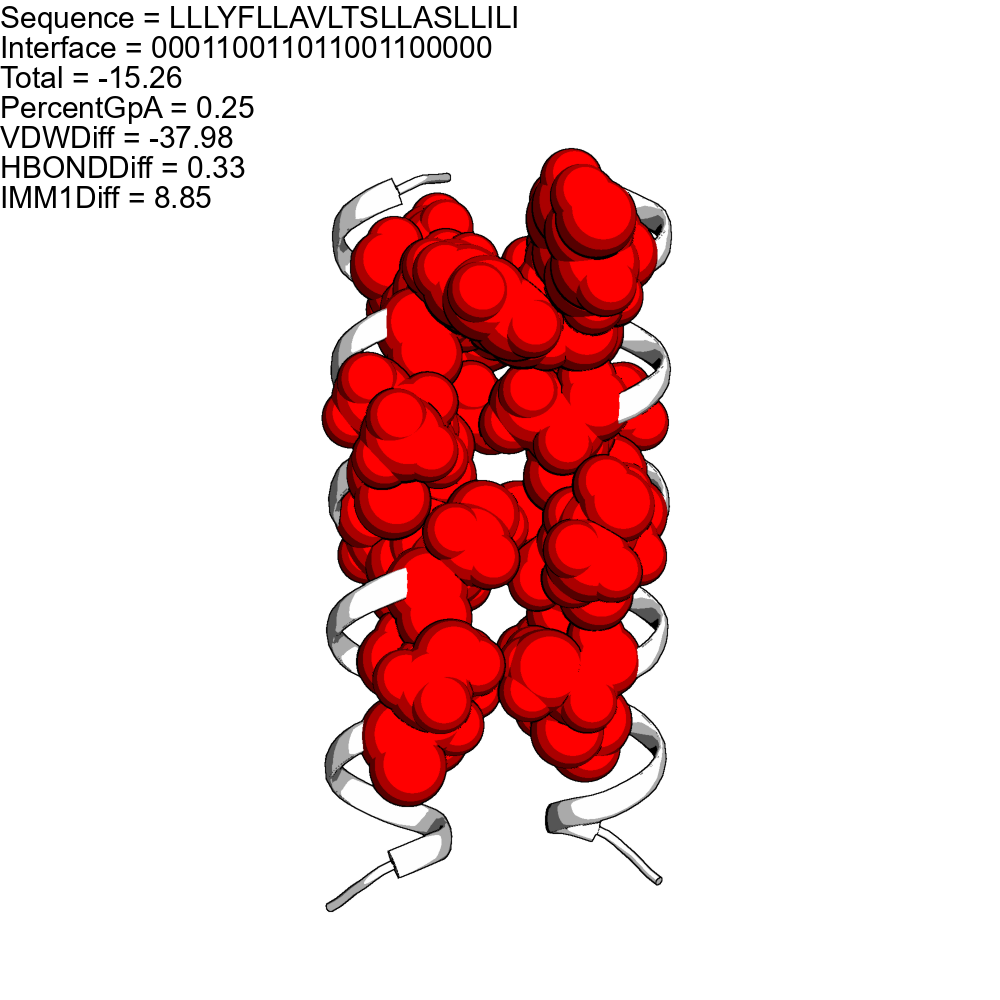 Sequence = LLLYFLLAVLTSLLASLLILI
Interface = 000110011011001100000
Total = -15.26
PercentGpA = 0.25
VDWDiff = -37.98
HBONDDiff = 0.33
IMM1Diff = 8.85